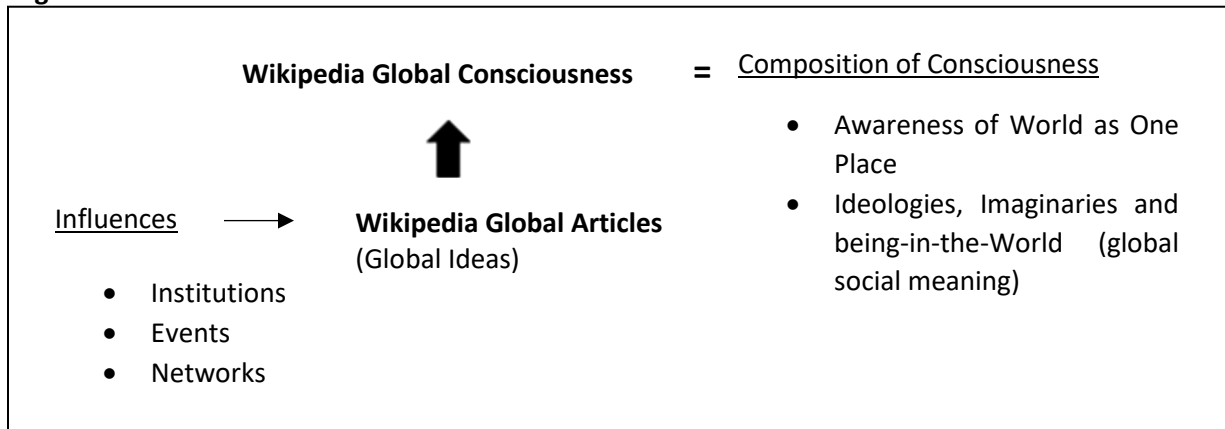 Wikipedia Global Consciousness = Composition of Consciousness
• Awareness of World as One
Place
• Ideologies, Imaginaries and
being-in-the-World (global
social meaning)
Influences
Wikipedia Global Articles
(Global Ideas)
• Institutions
• Events
• Networks